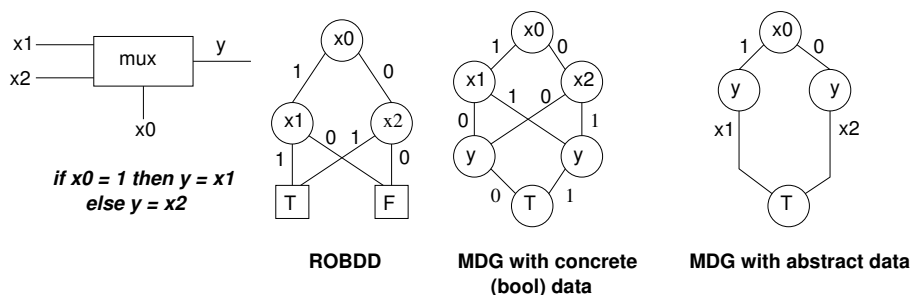 x1
x2
mux
y
x0
if x0 = 1 then y = x1
else y = x2
x0
1 0
x1 x2
1 0 1 0
T F
ROBDD
x0
1 0
x1 x2
0 1 0 1
y y
0 1
T
MDG with concrete
(bool) data
x0
1 0
y y
x1 x2
T
MDG with abstract data